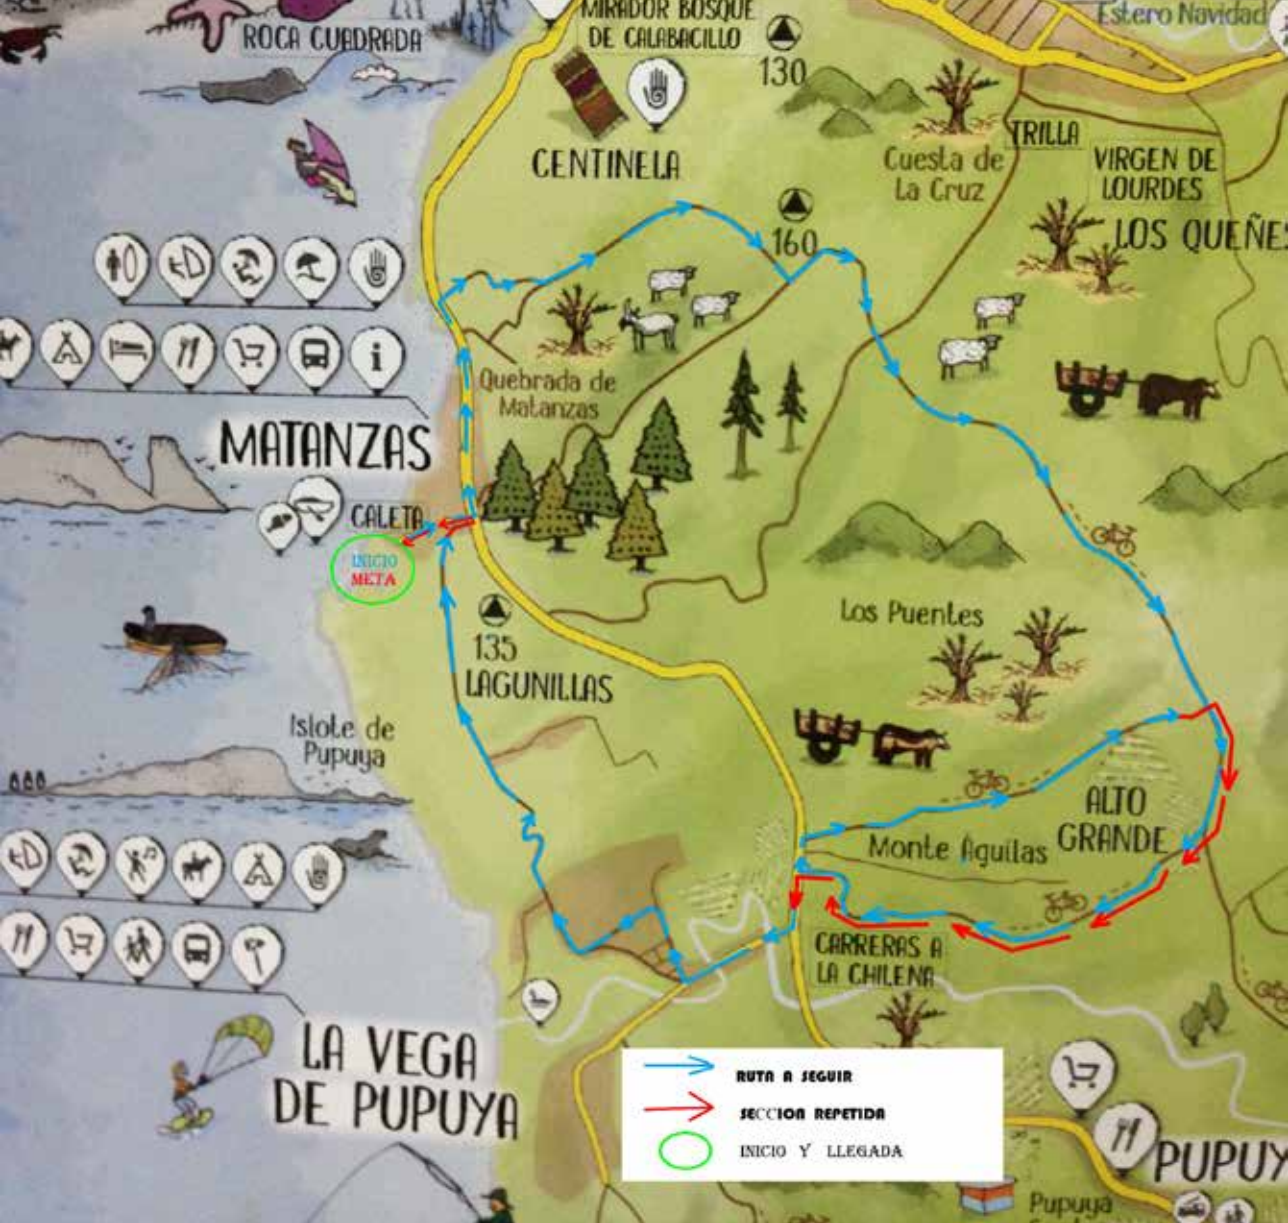 MIRADOR BOSQUE
DE CALABACILLO
ROCA CUADRADA
130
Estero Navidad
CENTINELA
Cuesta de
La Cruz
TRILLA
VIRGEN DE
LOURDES
LOS QUEÑES
160
Quebrada de
Matanzas
MATANZAS
CALETA
INICIO
META
135
LAGUNILLAS
Los Puentes
Islote de
Pupuya
ALTO
GRANDE
Monte Aguilas
CARRERAS A
LA CHILENA
LA VEGA
DE PUPUYA
RUTA A SEGUIR
SECCION REPETIDA
INICIO Y LLEGADA
PUPUY
Pupuya